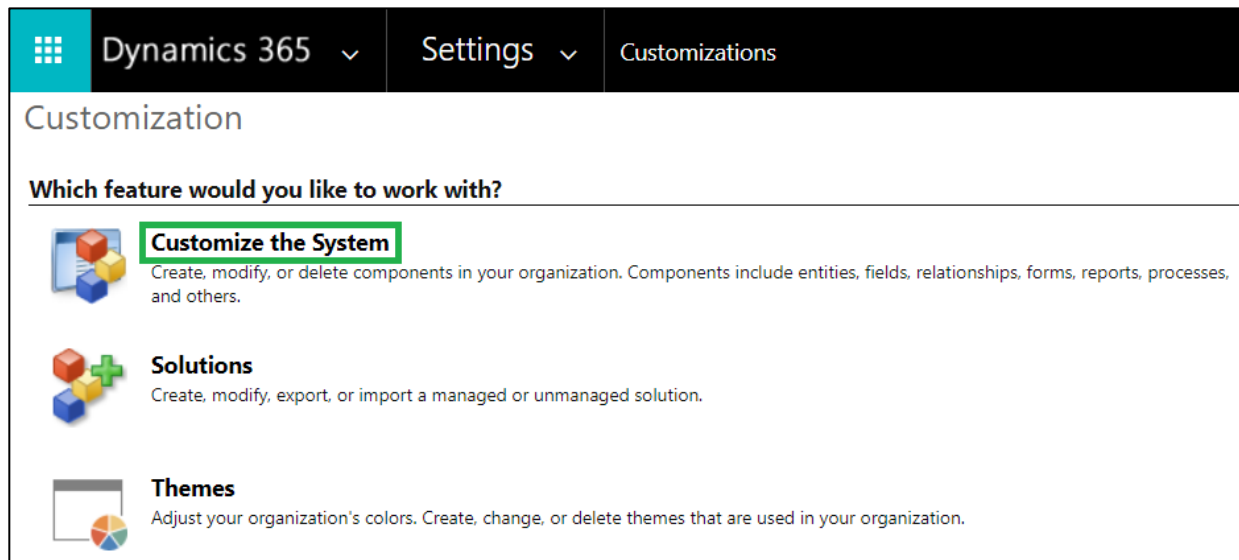 Dynamics 365
Settings
Customizations
Customization
Which feature would you like to work with?
Customize the System
Create, modify, or delete components in your organization. Components include entities, fields, relationships, forms, reports, processes,
and others.
Solutions
Create, modify, export, or import a managed or unmanaged solution.
Themes
Adjust your organization's colors. Create, change, or delete themes that are used in your organization.